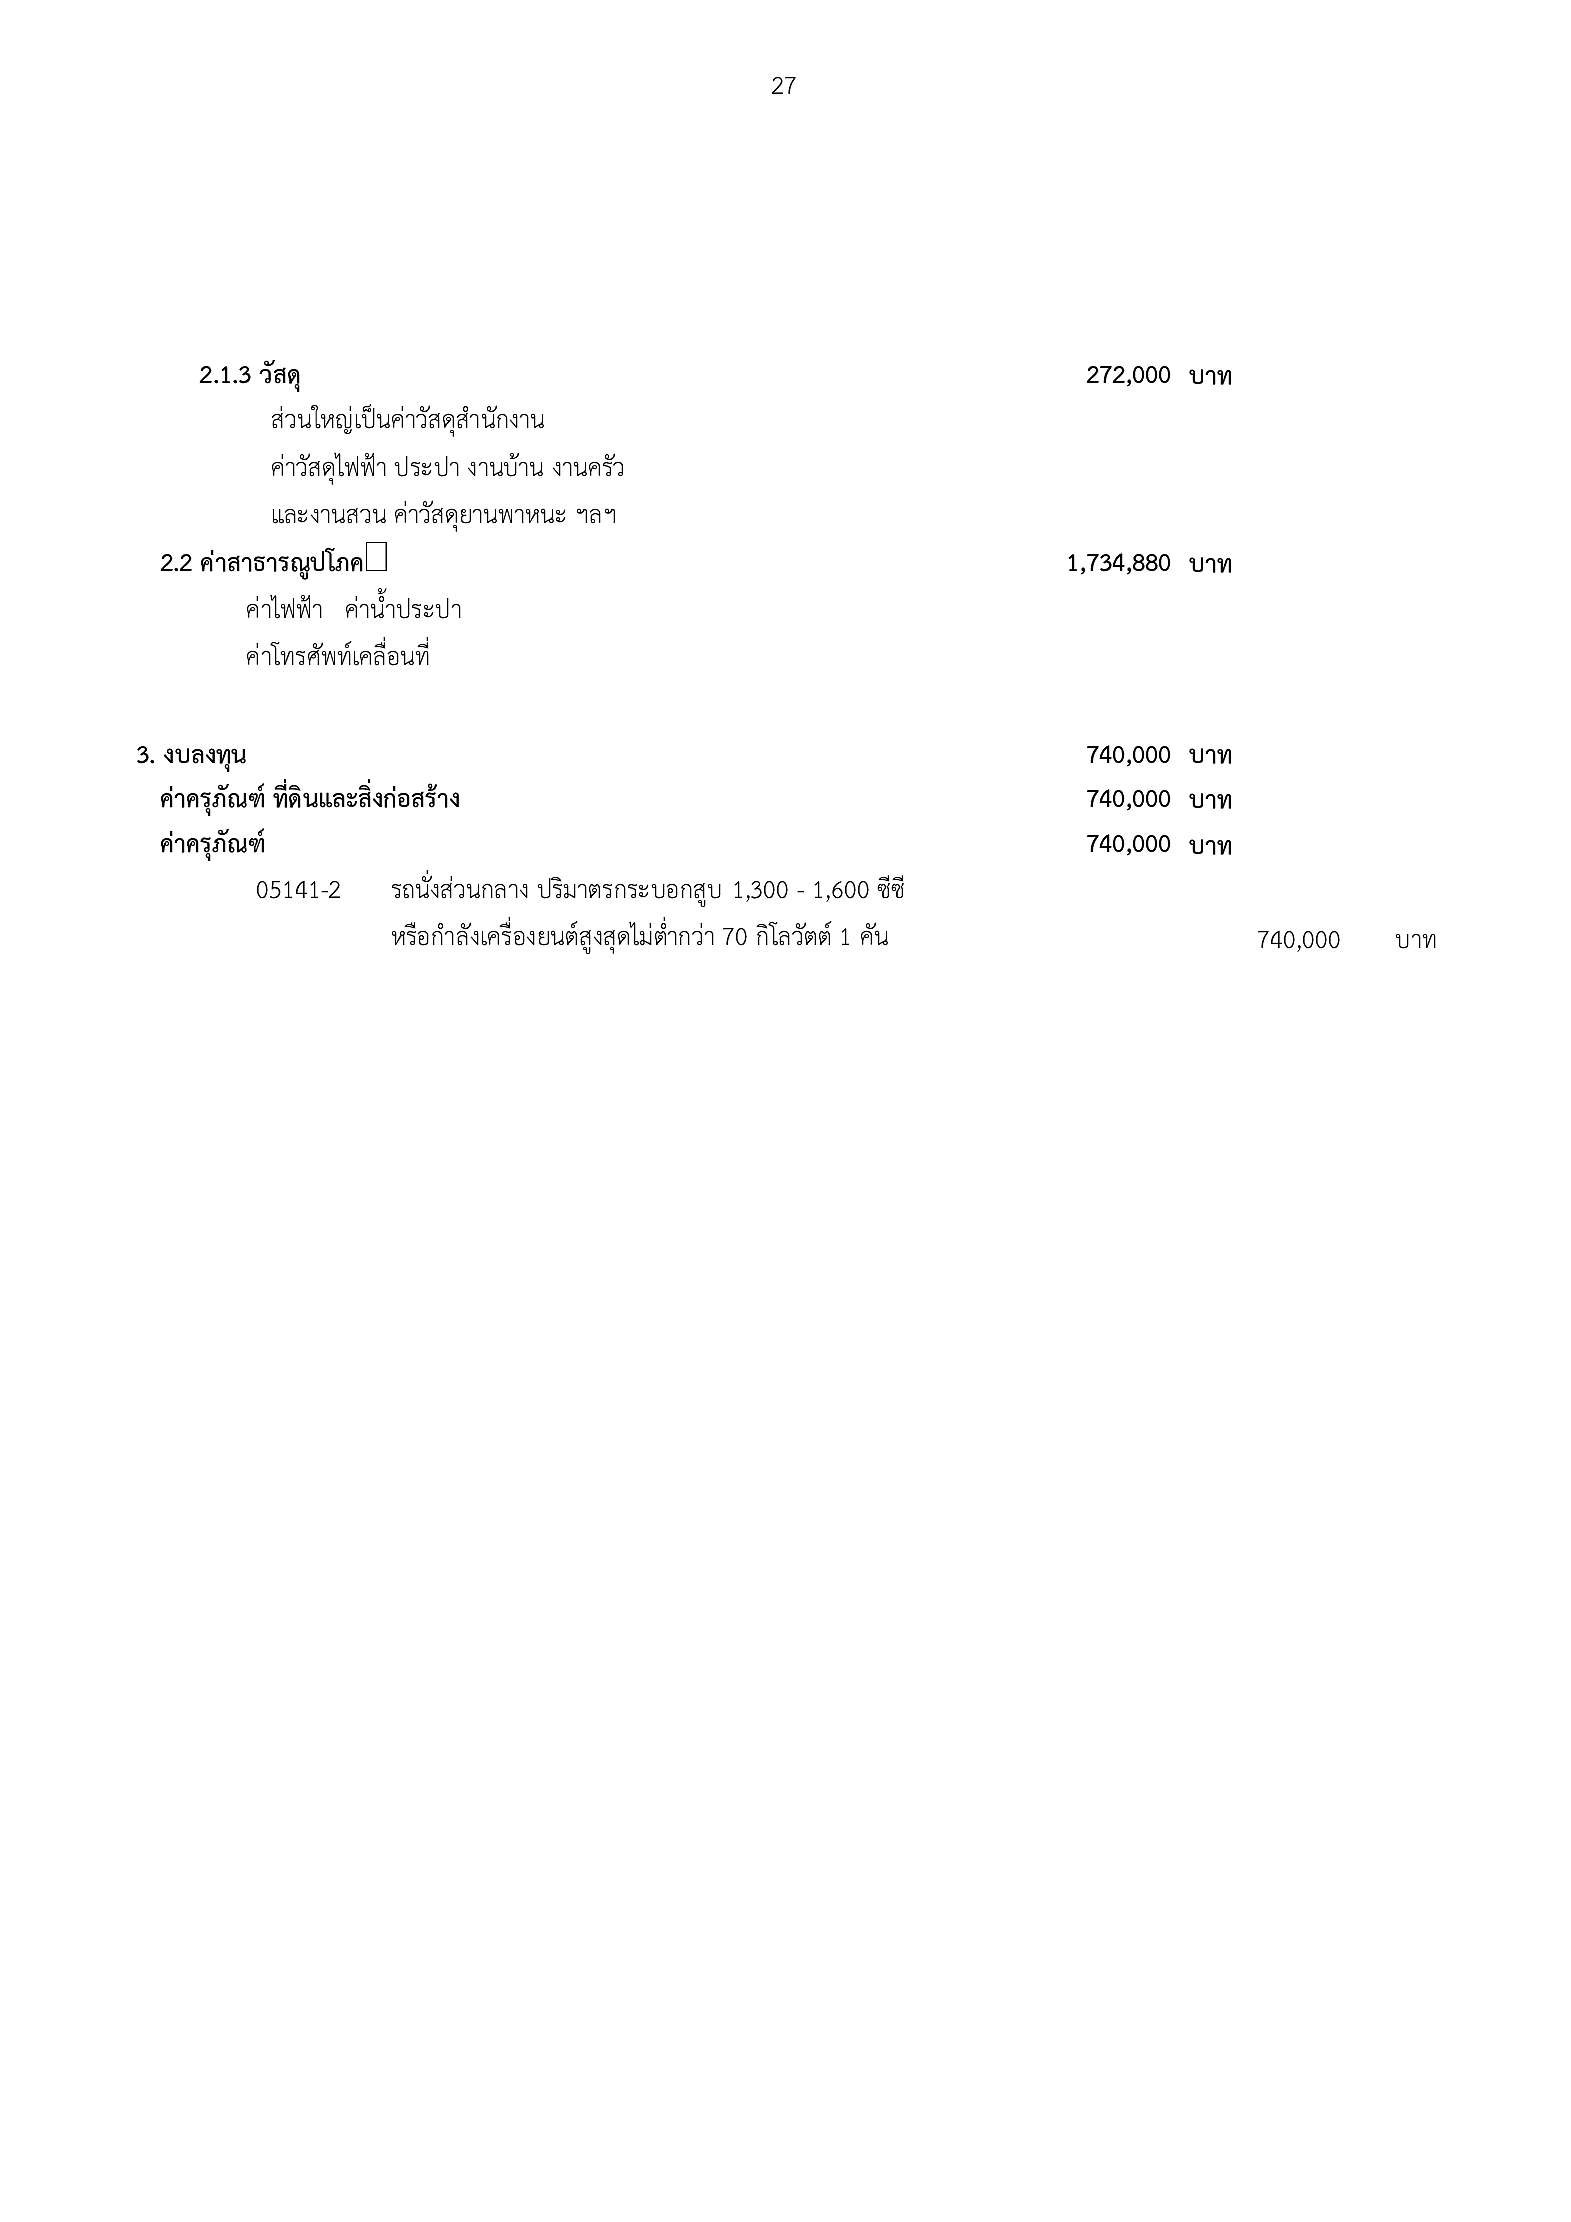 27
2.1.3 วัสดุ 272,000 บาท
ส่วนใหญ่เป็นค่าวัสดุสำนักงาน
ค่าวัสดุไฟฟ้า ประปา งานบ้าน งานครัว
และงานสวน ค่าวัสดุยานพาหนะ ฯลฯ
2.2 ค่าสาธารณูปโภค 1,734,880 บาท
ค่าไฟฟ้า ค่าน้ำประปา
ค่าโทรศัพท์เคลื่อนที่
3. งบลงทุน 740,000 บาท
ค่าครุภัณฑ์ ที่ดินและสิ่งก่อสร้าง 740,000 บาท
ค่าครุภัณฑ์ 740,000 บาท
05141-2 รถนั่งส่วนกลาง ปริมาตรกระบอกสูบ 1,300 - 1,600 ซีซี
หรือกำลังเครื่องยนต์สูงสุดไม่ต่ำกว่า 70 กิโลวัตต์ 1 คัน 740,000 บาท